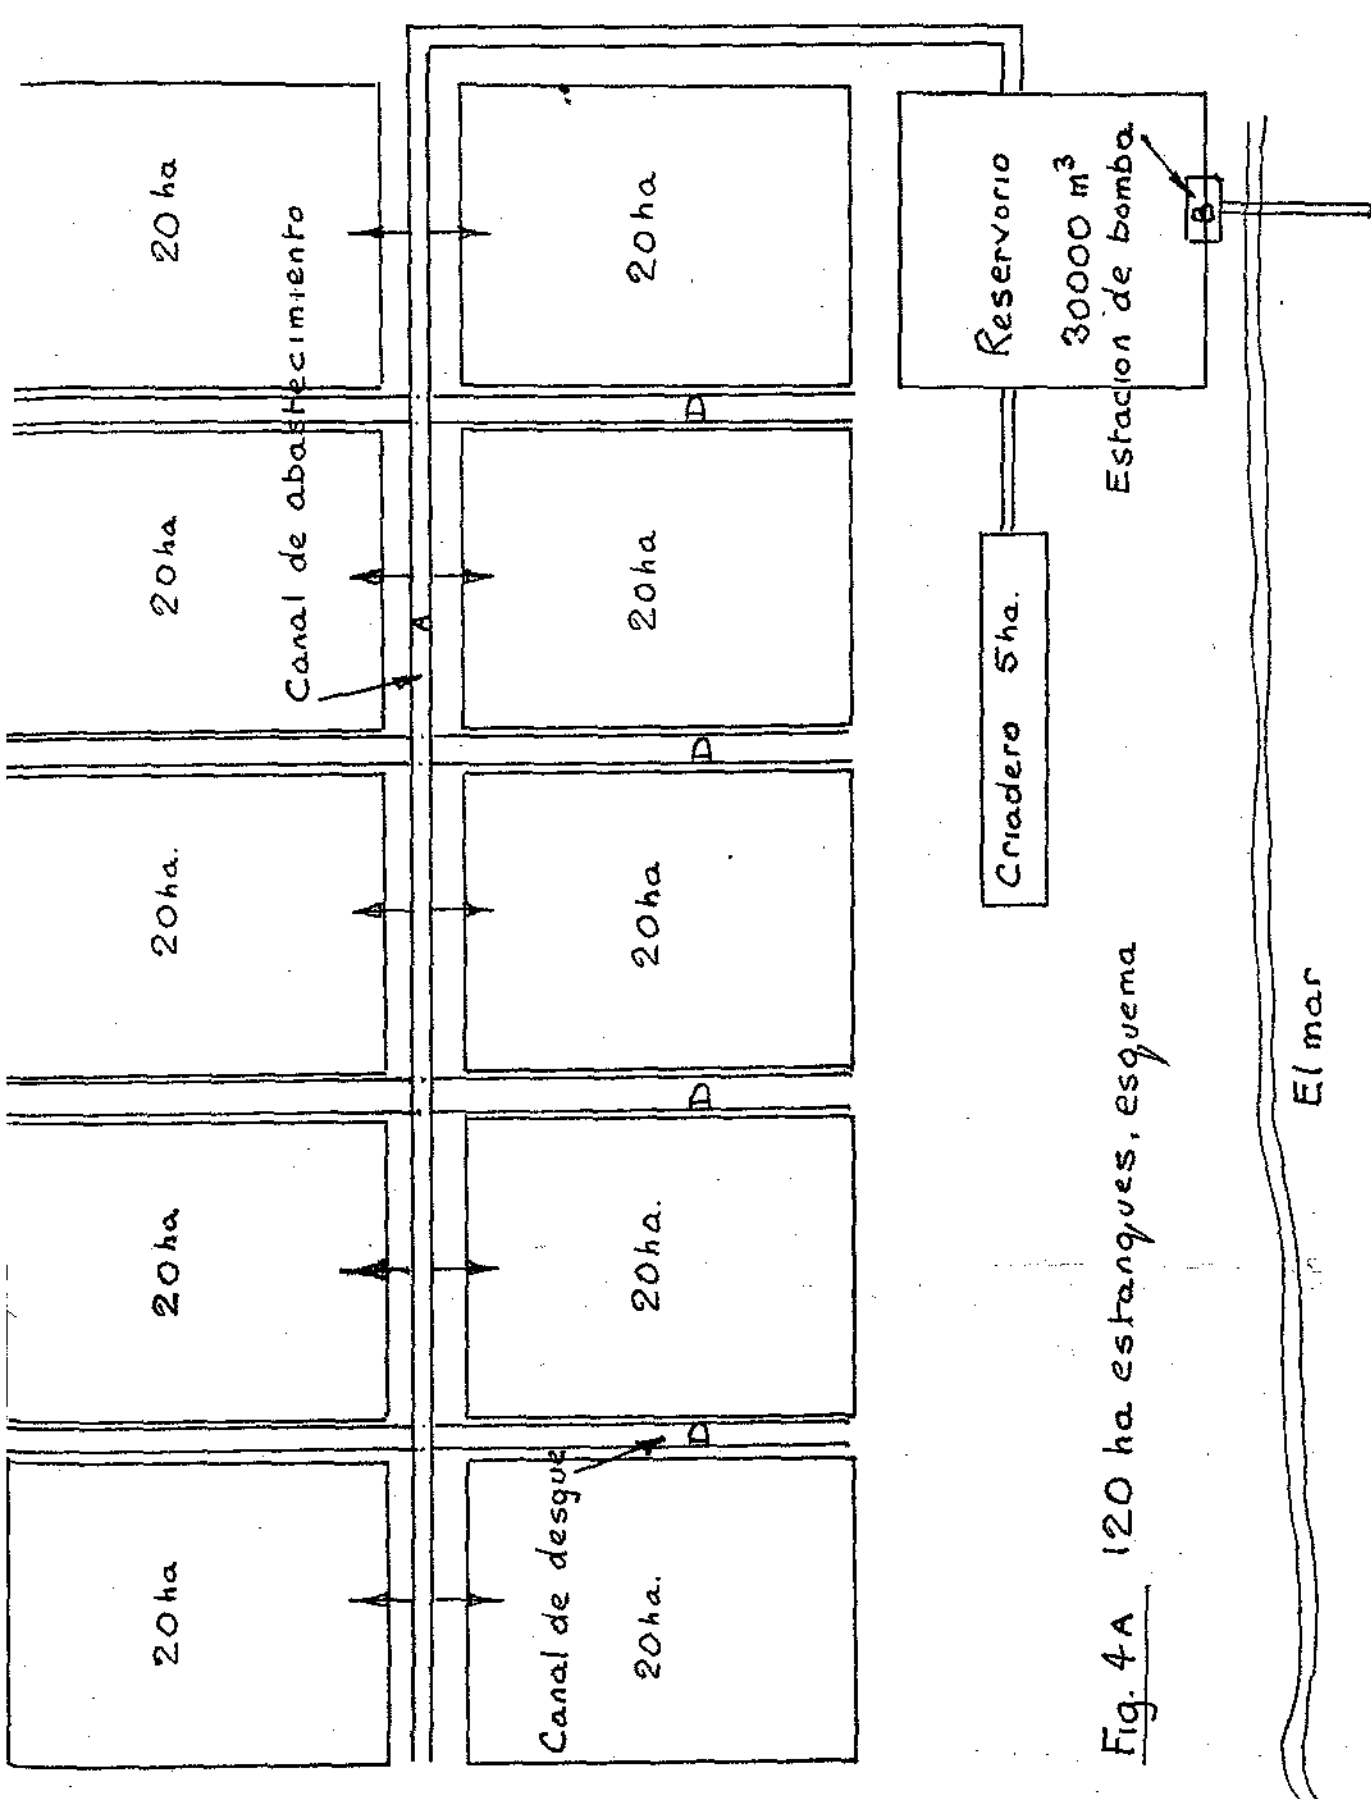 20 ha
20 ha
20 ha.
20 ha
20 ha
Canal de abastecimiento
A
20 ha
20 ha
20 ha
20 ha.
20 ha.
D
D
D
D
Canal de desgue
Reservorio
30000 m³
Estacion de bomba
B
Criadero 5 ha.
El mar
Fig. 4A 120 ha estanques, esquema